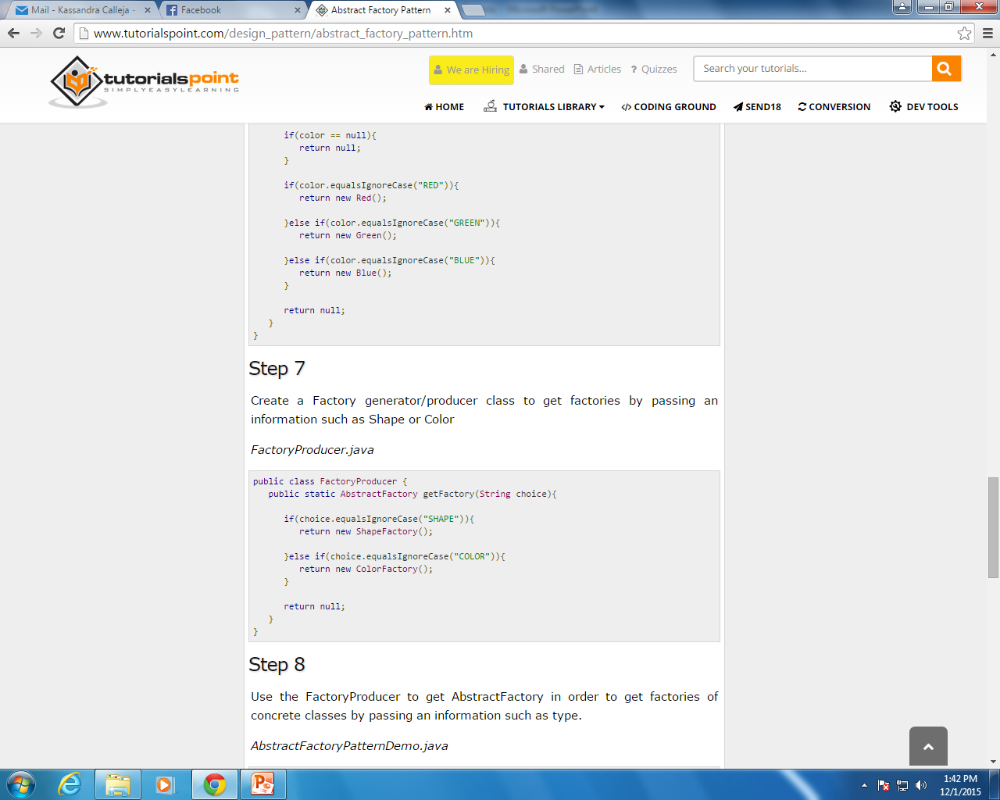 Mail - Kassandra Calleja -
Facebook
Abstract Factory Pattern
www.tutorialspoint.com/design_pattern/abstract_factory_pattern.htm
tutorialspoint
SIMPLYEASYLEARNING
We are Hiring
Shared
Articles
? Quizzes
Search your tutorials...
HOME
TUTORIALS LIBRARY
</> CODING GROUND
SEND18
CONVERSION
DEV TOOLS
if(color == null){
return null;
}
if(color.equalsIgnoreCase("RED")){
return new Red();
}else if(color.equalsIgnoreCase("GREEN")){
return new Green();
}else if(color.equalsIgnoreCase("BLUE")){
return new Blue();
}
return null;
}
}
Step 7
Create a Factory generator/producer class to get factories by passing an
information such as Shape or Color
FactoryProducer.java
public class FactoryProducer {
public static AbstractFactory getFactory(String choice){
if(choice.equalsIgnoreCase("SHAPE")){
return new ShapeFactory();
}else if(choice.equalsIgnoreCase("COLOR")){
return new ColorFactory();
}
return null;
}
}
Step 8
Use the FactoryProducer to get AbstractFactory in order to get factories of
concrete classes by passing an information such as type.
AbstractFactoryPatternDemo.java
1:42 PM
12/1/2015